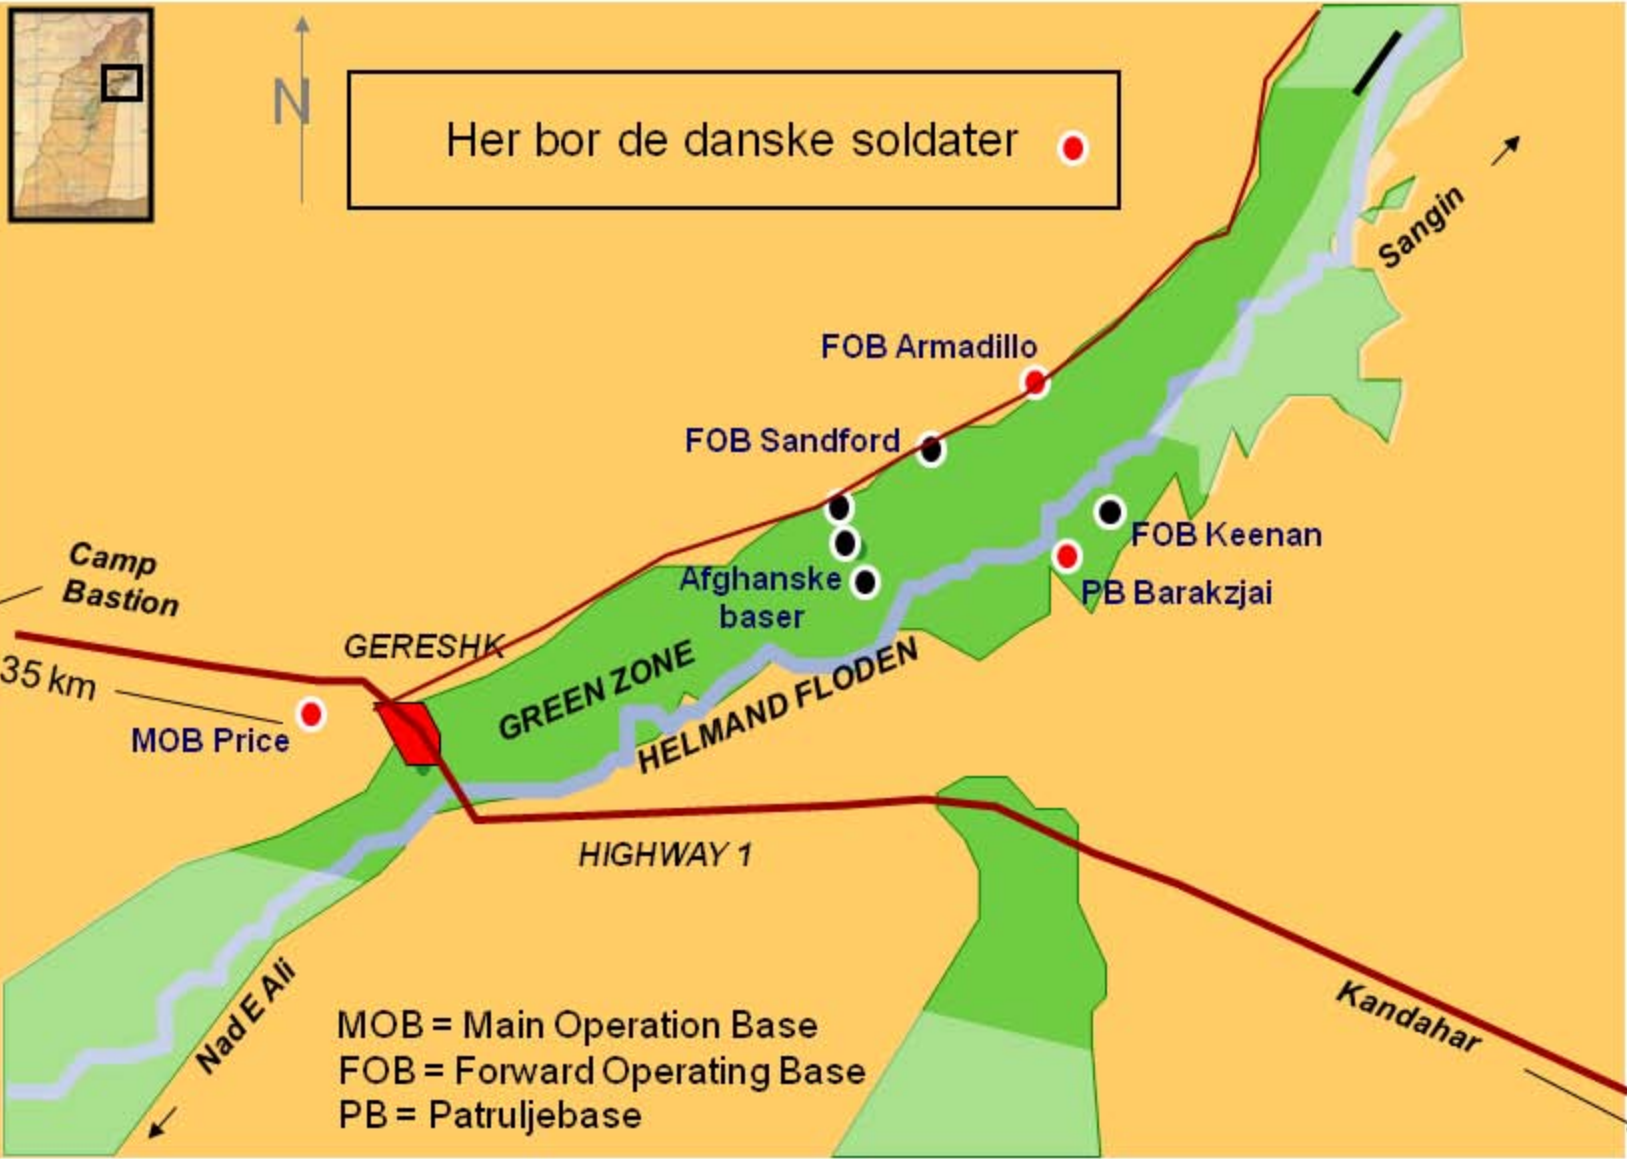 N
Her bor de danske soldater
Sangin
FOB Armadillo
FOB Sandford
FOB Keenan
PB Barakzjai
Afghanske
baser
Camp
Bastion
35 km
GERESHK
MOB Price
GREEN ZONE
HELMAND FLODEN
HIGHWAY 1
Nad E Ali
Kandahar
MOB = Main Operation Base
FOB = Forward Operating Base
PB = Patruljebase